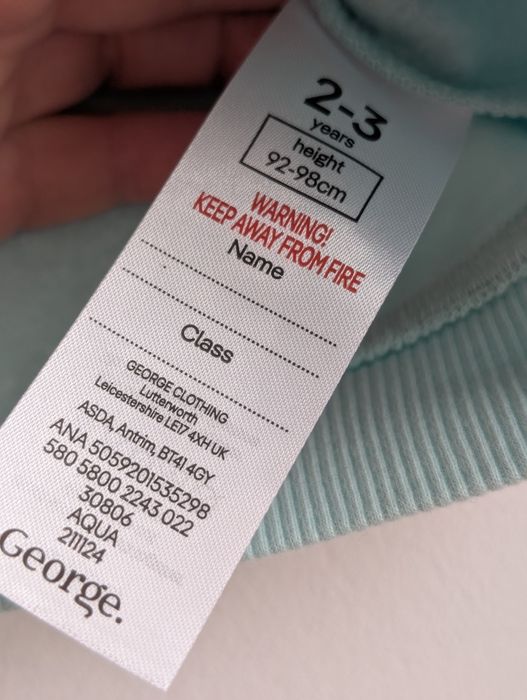 2-3
years
height
92-98cm
WARNING!
KEEP AWAY FROM FIRE
Name
Class
GEORGE CLOTHING
Lutterworth
Leicestershire LE17 4XH UK
ASDA, Antrim, BT41 4GY
ANA 5059201535298
580 5800 2243 022
30806
AQUA
211124
George.